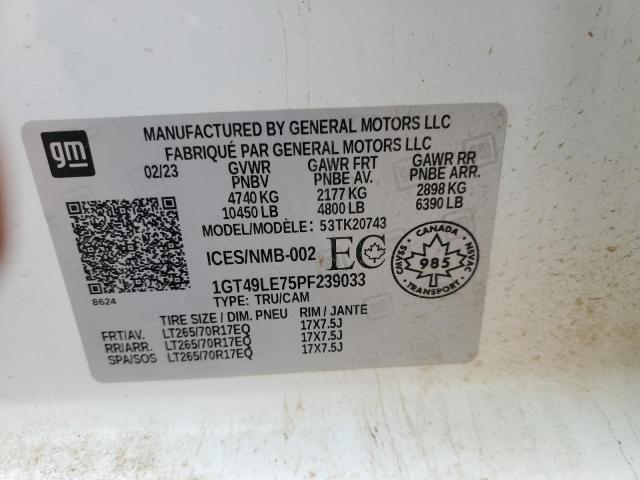 gm
MANUFACTURED BY GENERAL MOTORS LLC
FABRIQUÉ PAR GENERAL MOTORS LLC
02/23 GVWR GAWR FRT GAWR RR
PNBV PNBE AV. PNBE ARR.
4740 KG 2177 KG 2898 KG
10450 LB 4800 LB 6390 LB
MODEL/MODÈLE: 53TK20743
ICES/NMB-002 EC
CANADA
CMVSS 985 NSVAC
TRANSPORT
1GT49LE75PF239033
8624
TYPE: TRU/CAM
TIRE SIZE / DIM. PNEU RIM / JANTE
FRT/AV. LT265/70R17EQ 17X7.5J
RR/ARR. LT265/70R17EQ 17X7.5J
SPA/SOS LT265/70R17EQ 17X7.5J